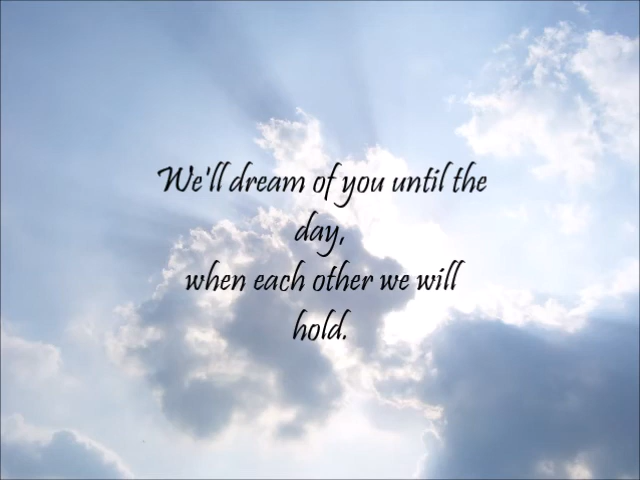 We'll dream of you until the
day,
when each other we will
hold.